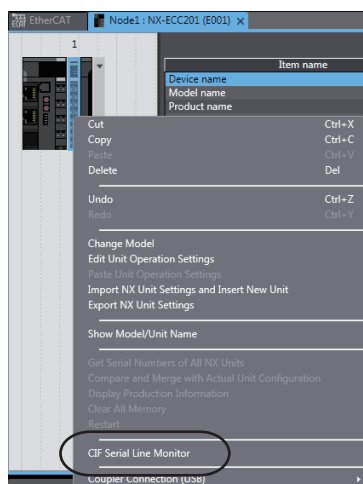 EtherCAT
Node1 : NX-ECC201 (E001) ×
1
Item name
Device name
Model name
Product name
Cut Ctrl+X
Copy Ctrl+C
Paste Ctrl+V
Delete Del
Undo Ctrl+Z
Redo Ctrl+Y
Change Model
Edit Unit Operation Settings
Paste Unit Operation Settings
Import NX Unit Settings and Insert New Unit
Export NX Unit Settings
Show Model/Unit Name
Get Serial Numbers of All NX Units
Compare and Merge with Actual Unit Configuration
Display Production Information
Clear All Memory
Restart
CIF Serial Line Monitor
Coupler Connection (USB)